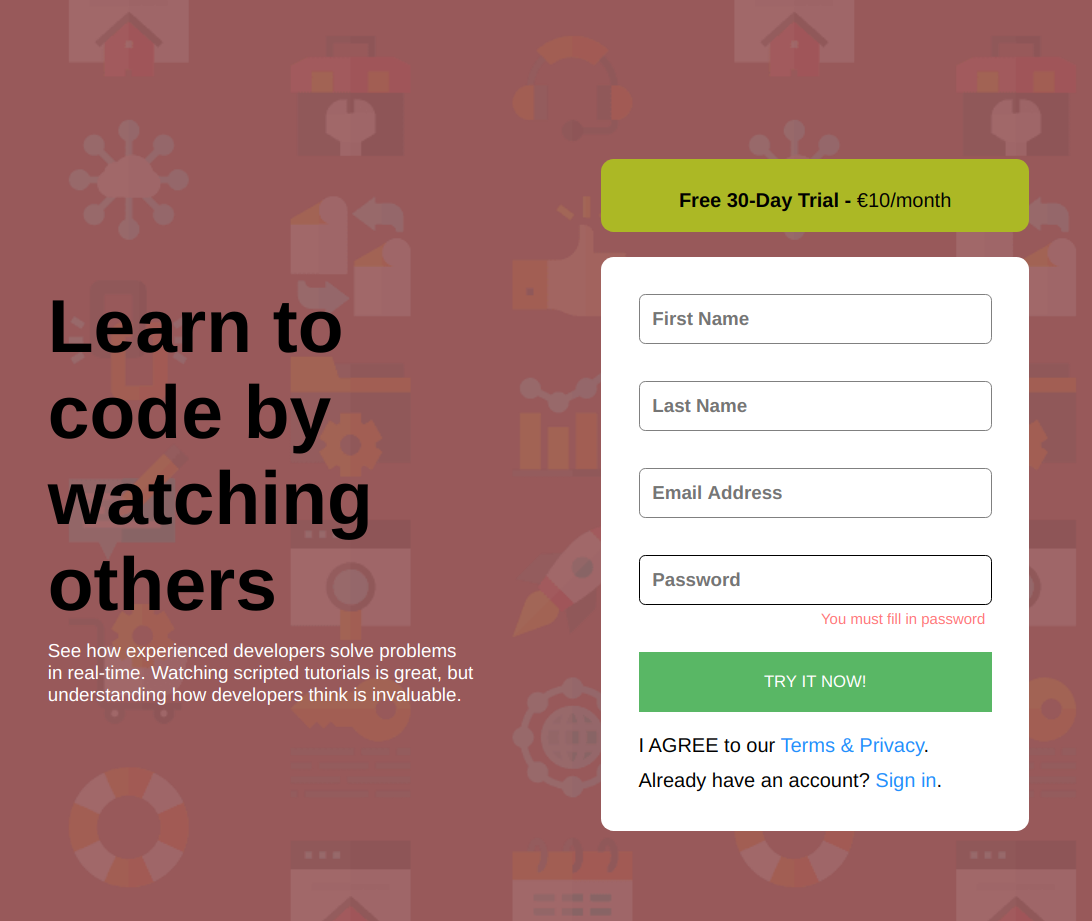 Free 30-Day Trial - €10/month
Learn to
code by
watching
others
See how experienced developers solve problems
in real-time. Watching scripted tutorials is great, but
understanding how developers think is invaluable.
First Name
Last Name
Email Address
Password
You must fill in password
TRY IT NOW!
I AGREE to our Terms & Privacy.
Already have an account? Sign in.